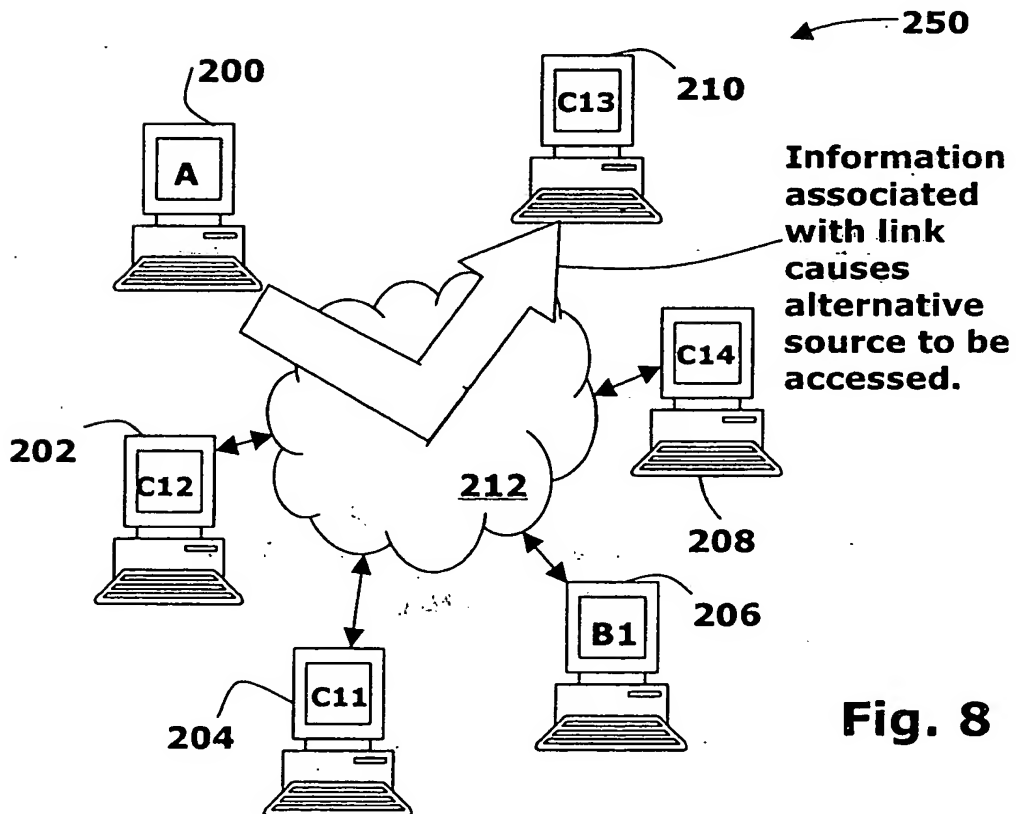 250
200
A
C13
210
Information
associated
with link
causes
alternative
source to be
accessed.
C14
202
C12
212
208
B1
206
C11
204
Fig. 8